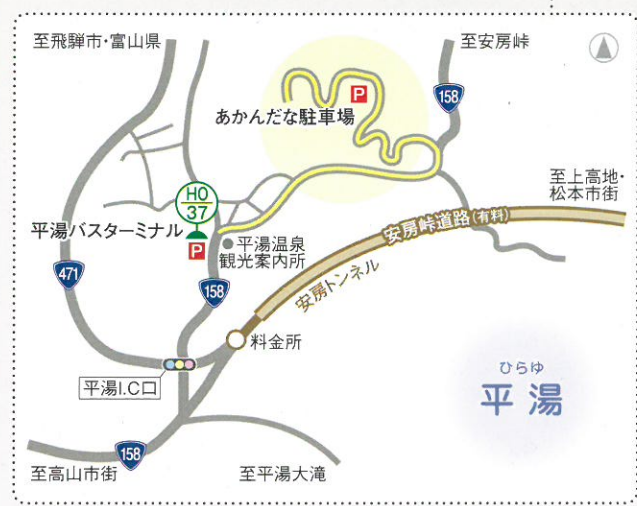 至飛騨市・富山県
至安房峠
158
P
あかんだな駐車場
至上高地・
松本市街
HO
37
平湯バスターミナル
P
平湯温泉
観光案内所
安房峠道路(有料)
471
158
安房トンネル
料金所
平湯I.C口
ひらゆ
平湯
158
至高山市街
至平湯大滝